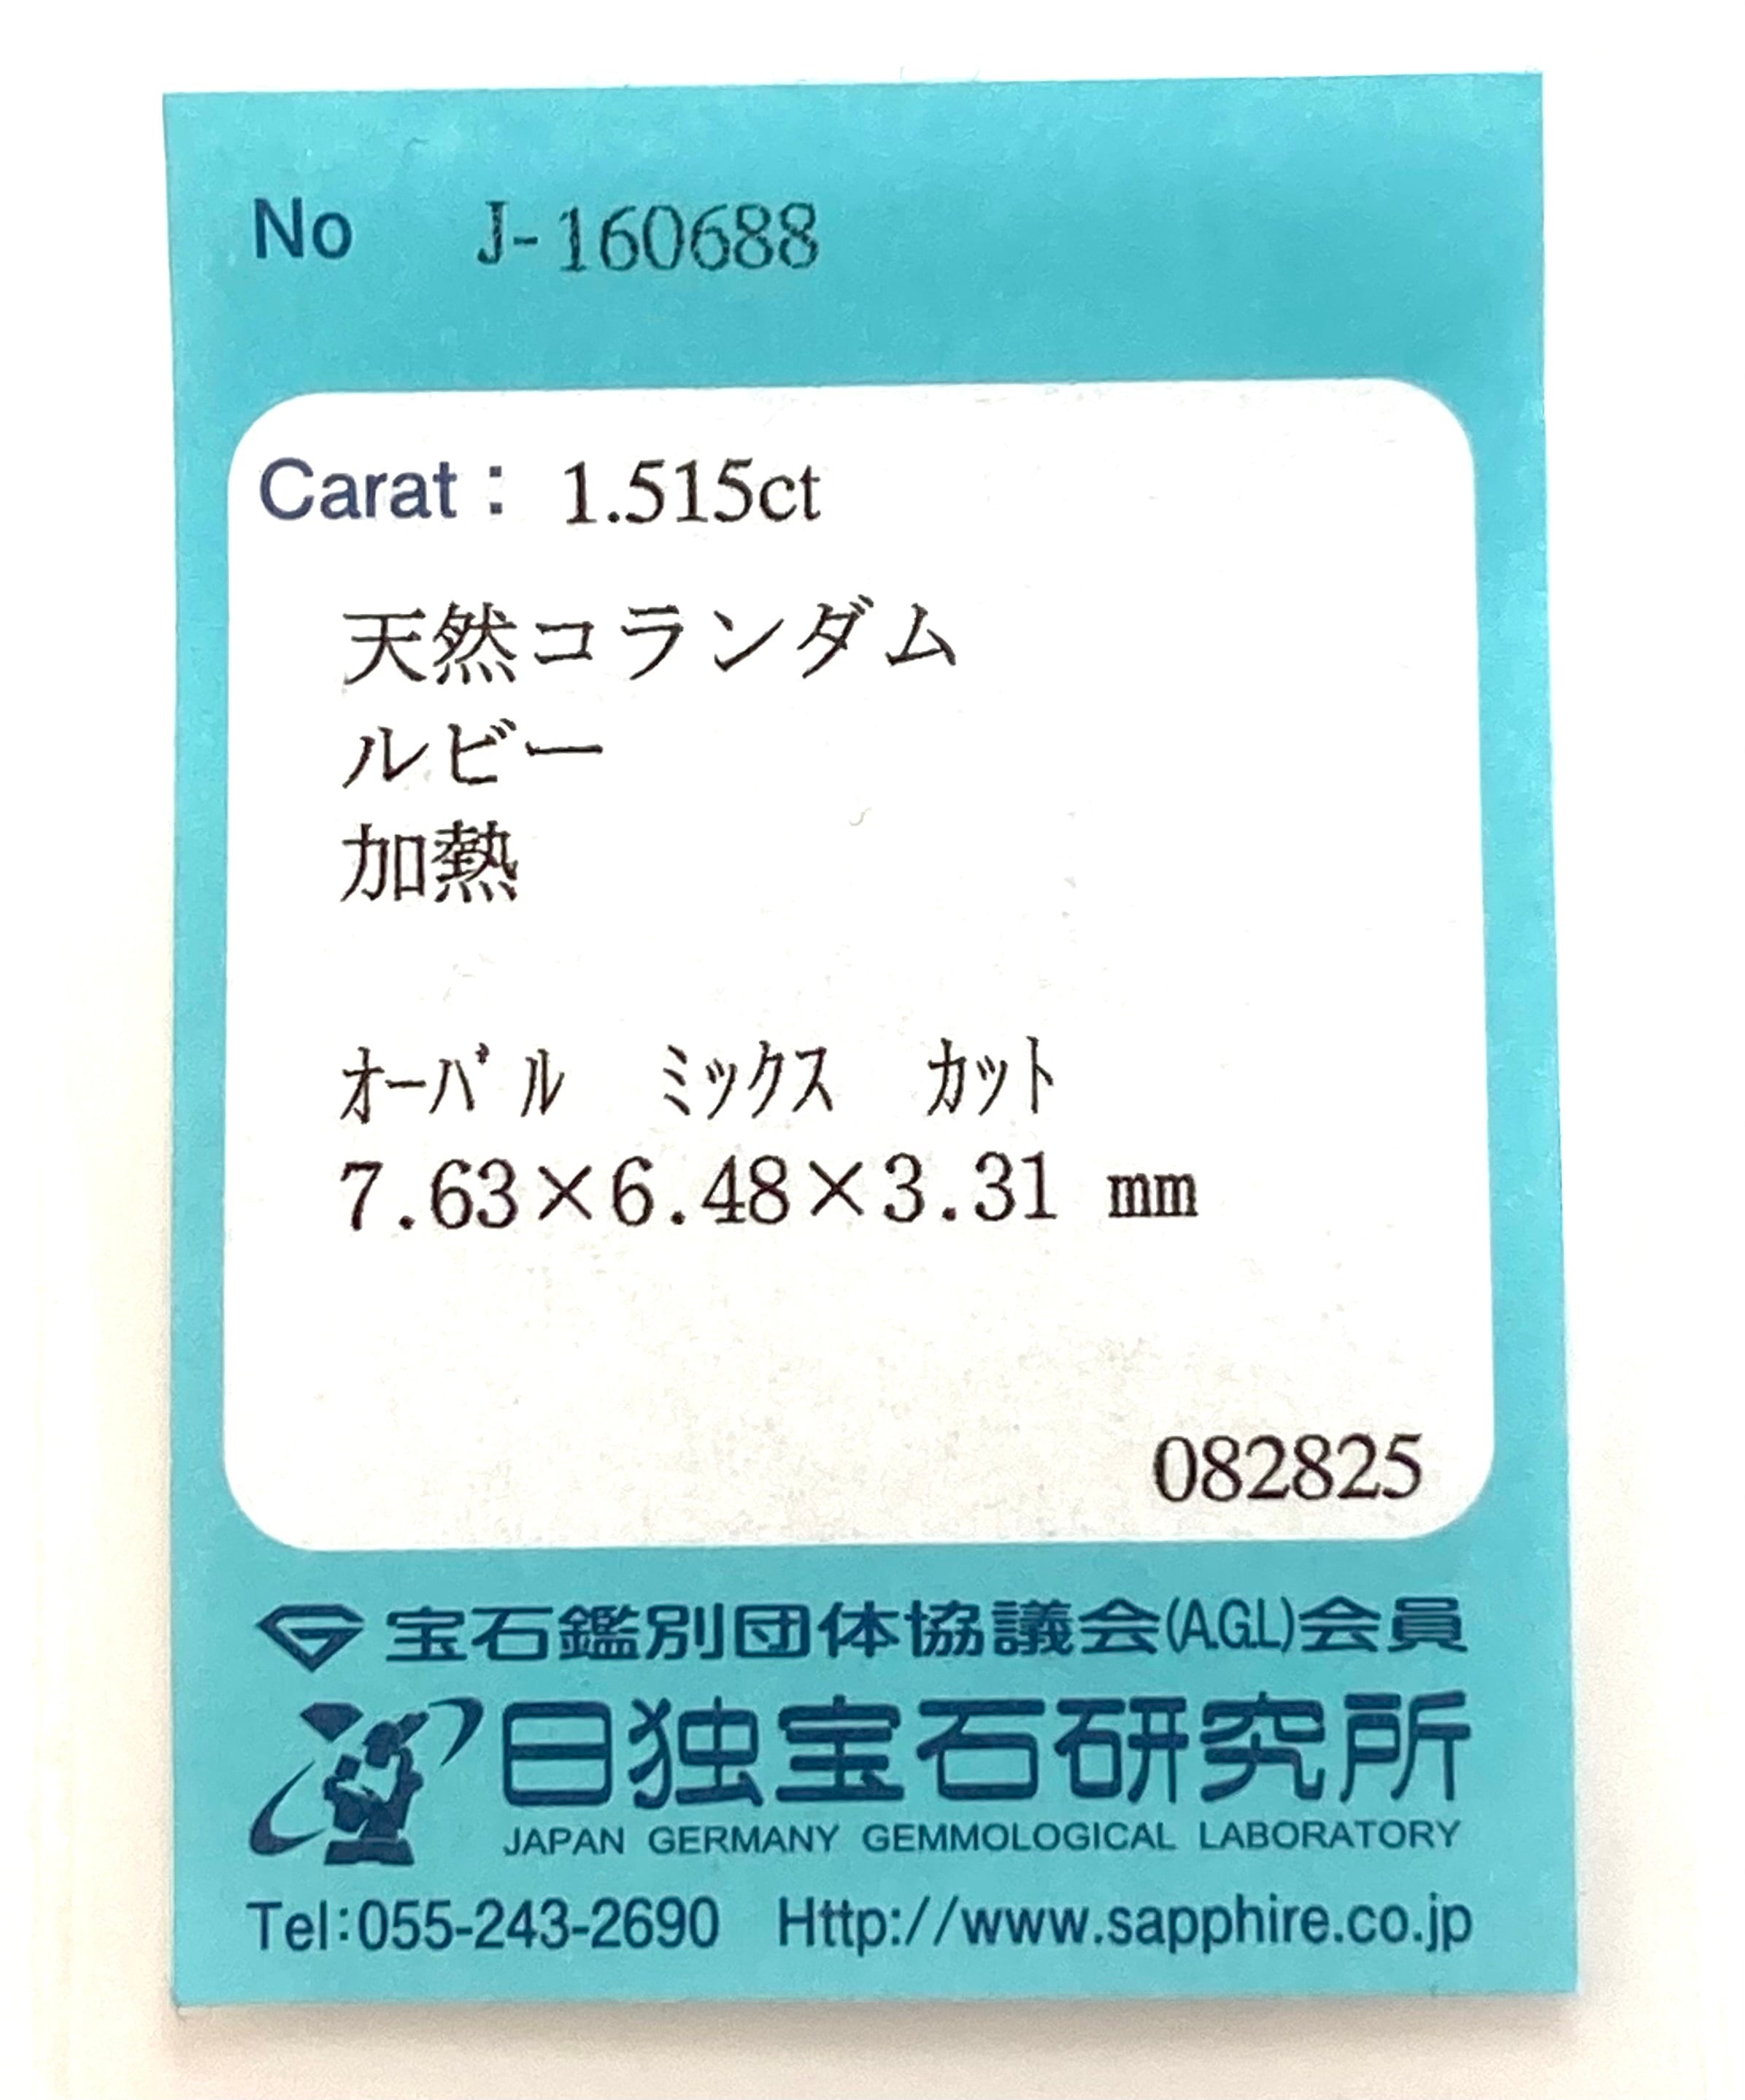 No J-160688
Carat： 1.515ct
天然コランダム
ルビー
加熱
ｵｰﾊﾞﾙ ﾐｯｸｽ ｶｯﾄ
7.63×6.48×3.31 mm
082825
宝石鑑別団体協議会(A.G.L)会員
日独宝石研究所
JAPAN GERMANY GEMMOLOGICAL LABORATORY
Tel:055-243-2690 Http://www.sapphire.co.jp